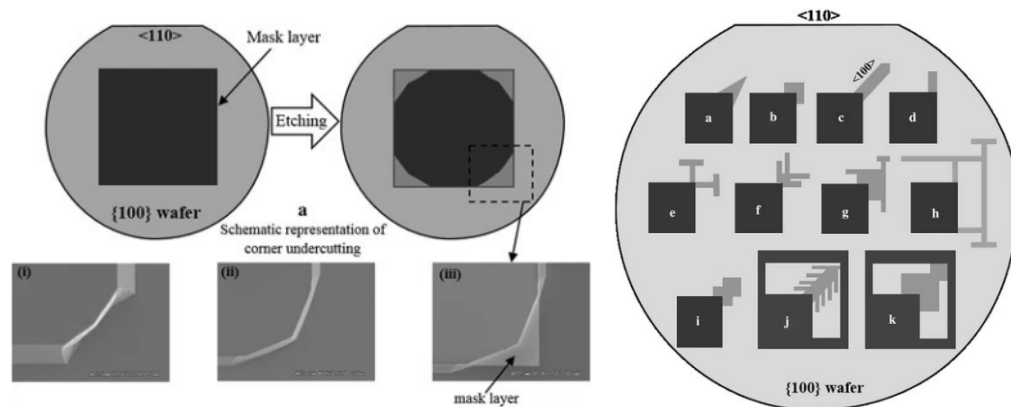 <110>
Mask layer
Etching
{100} wafer
a
Schematic representation of
corner undercutting
(i)
(ii)
(iii)
mask layer
<110>
<100>
a
b
c
d
e
f
g
h
i
j
k
{100} wafer